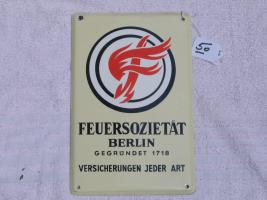 50
FEUERSOZIETÄT
BERLIN
GEGRÜNDET 1718
VERSICHERUNGEN JEDER ART